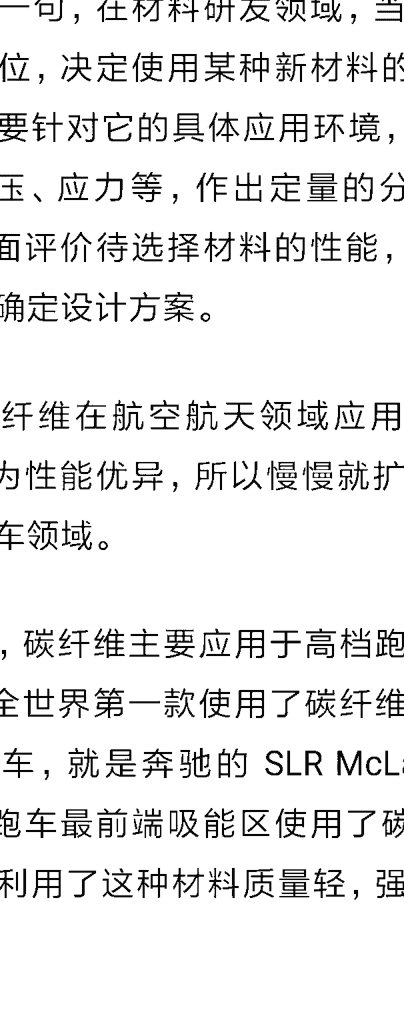 一句，在材料研发领域，当
位，决定使用某种新材料的
要针对它的具体应用环境，
压、应力等，作出定量的分
面评价待选择材料的性能，
确定设计方案。
纤维在航空航天领域应用
为性能优异，所以慢慢就扩
车领域。
，碳纤维主要应用于高档跑
全世界第一款使用了碳纤维
车，就是奔驰的 SLR McLa
跑车最前端吸能区使用了碳
利用了这种材料质量轻，强